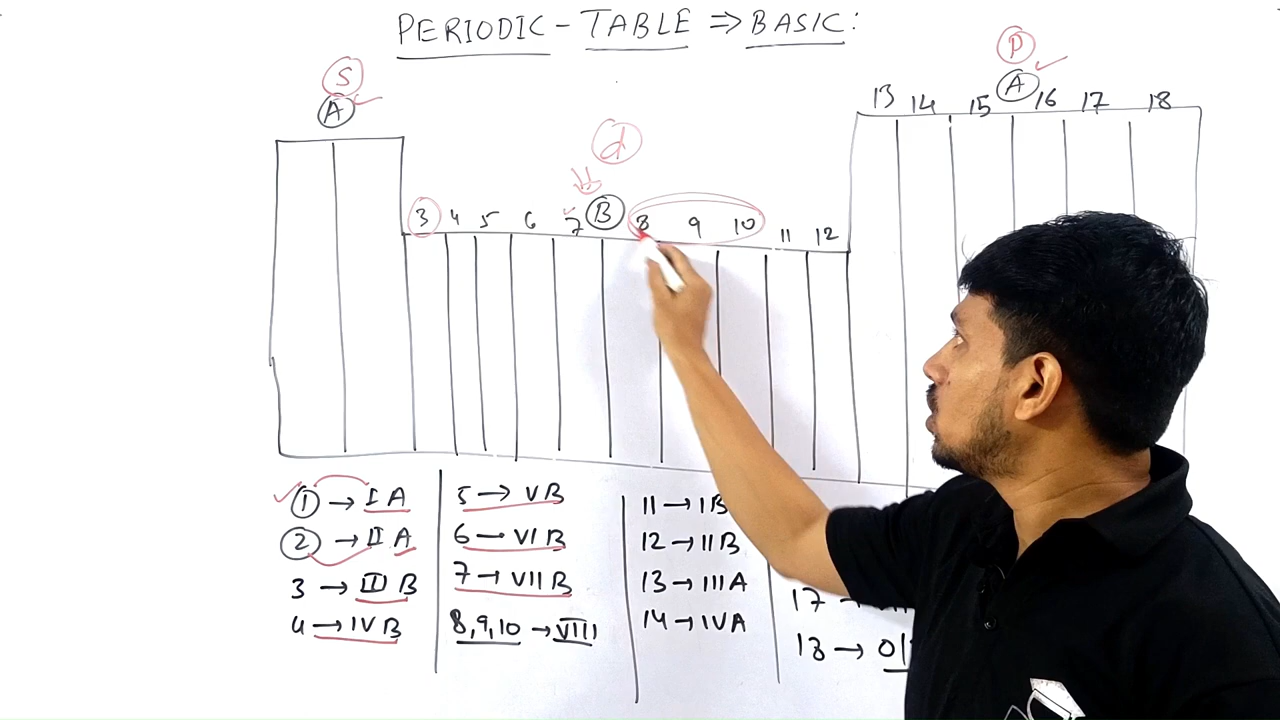 PERIODIC - TABLE ⇒ BASIC:
S
A
P
A
13 14 15 16 17 18
d
3 4 5 6 7 B 8 9 10 11 12
1 → I A
2 → II A
3 → III B
4 → IV B
5 → V B
6 → VI B
7 → VII B
8,9,10 → VIII
11 → I B
12 → II B
13 → III A
14 → IV A
17 →
18 → 0